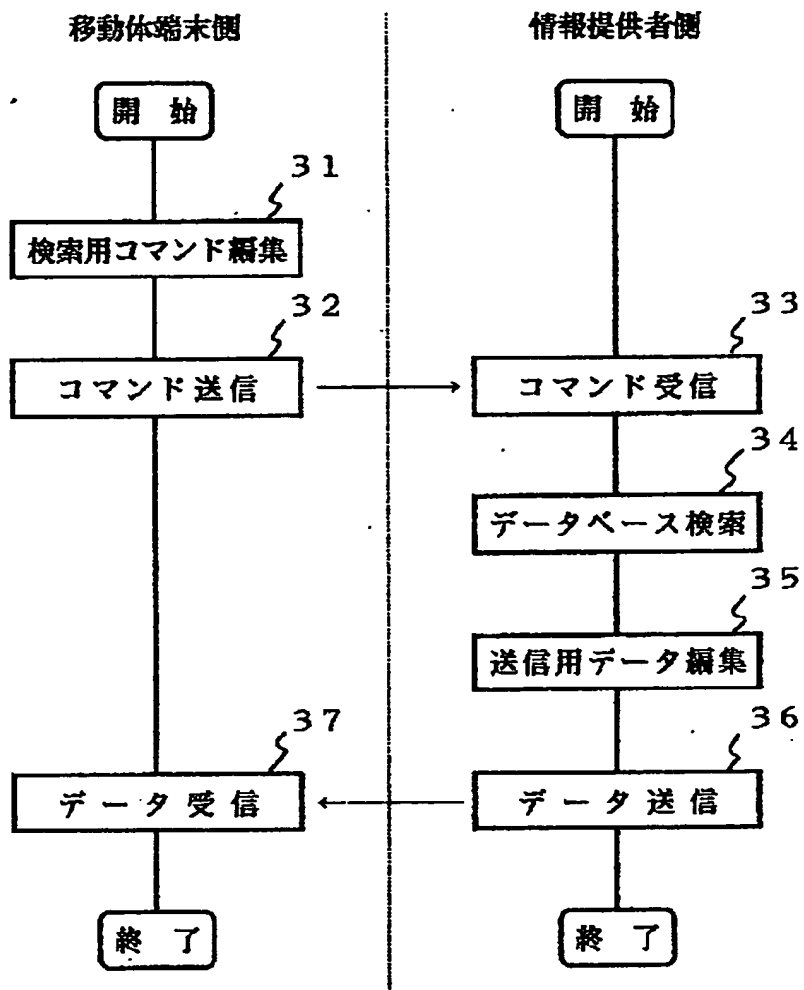 移動体端末側
情報提供者側
開 始
開 始
31
検索用コマンド編集
32
コマンド送信
33
コマンド受信
34
データベース検索
35
送信用データ編集
36
データ送信
37
データ受信
終 了
終 了